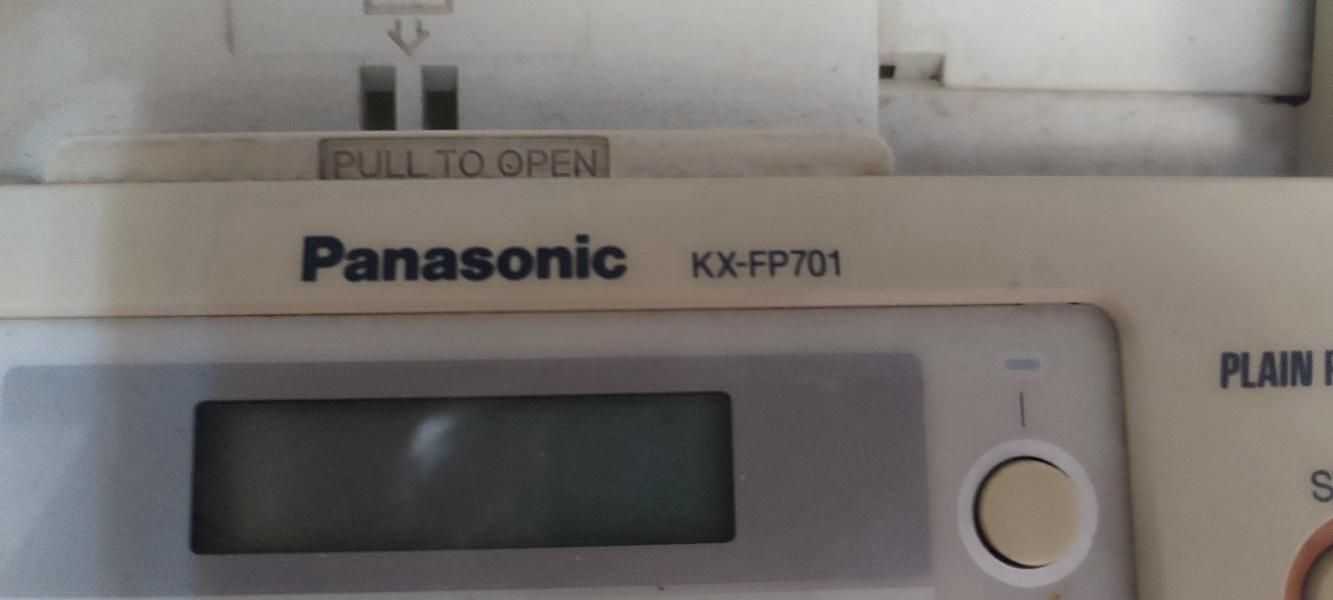 PULL TO OPEN
Panasonic KX-FP701
PLAIN
S